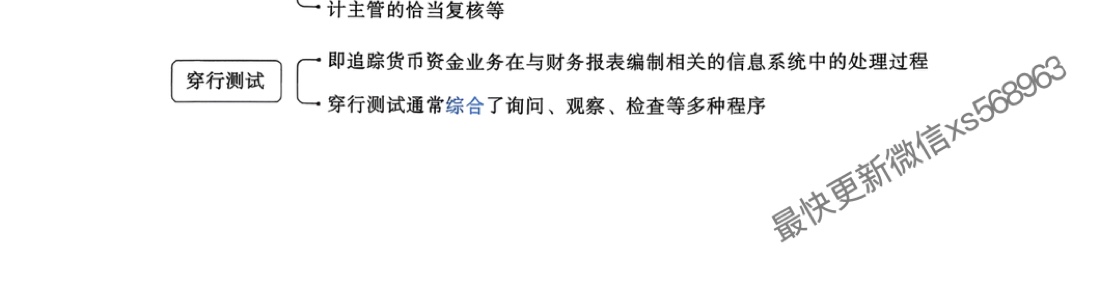 计主管的恰当复核等
即追踪货币资金业务在与财务报表编制相关的信息系统中的处理过程
穿行测试
穿行测试通常综合了询问、观察、检查等多种程序
最快更新微信xs568963